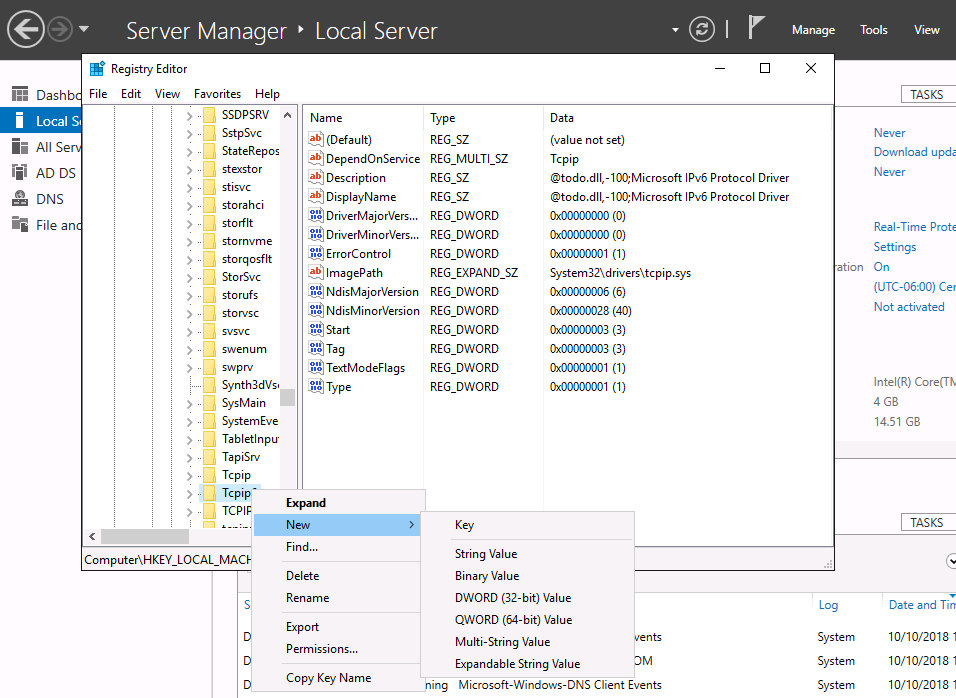 Server Manager ‣ Local Server
Manage Tools View
Registry Editor
File Edit View Favorites Help
Dashbo
Local Se
All Serv
AD DS
DNS
File and
SSDPSRV
SstpSvc
StateRepos
stexstor
stisvc
storahci
storflt
stornvme
storqosflt
StorSvc
storufs
storvsc
svsvc
swenum
swprv
Synth3dVsc
SysMain
SystemEve
TabletInput
TapiSrv
Tcpip
Tcpip6
TCPIP
Name Type Data
(Default) REG_SZ (value not set)
DependOnService REG_MULTI_SZ Tcpip
Description REG_SZ @todo.dll,-100;Microsoft IPv6 Protocol Driver
DisplayName REG_SZ @todo.dll,-100;Microsoft IPv6 Protocol Driver
DriverMajorVers... REG_DWORD 0x00000000 (0)
DriverMinorVers... REG_DWORD 0x00000000 (0)
ErrorControl REG_DWORD 0x00000001 (1)
ImagePath REG_EXPAND_SZ System32\drivers\tcpip.sys
NdisMajorVersion REG_DWORD 0x00000006 (6)
NdisMinorVersion REG_DWORD 0x00000028 (40)
Start REG_DWORD 0x00000003 (3)
Tag REG_DWORD 0x00000003 (3)
TextModeFlags REG_DWORD 0x00000001 (1)
Type REG_DWORD 0x00000001 (1)
Computer\HKEY_LOCAL_MACH
Expand
New
Find...
Delete
Rename
Export
Permissions...
Copy Key Name
Key
String Value
Binary Value
DWORD (32-bit) Value
QWORD (64-bit) Value
Multi-String Value
Expandable String Value
TASKS
Never
Download upda
Never
Real-Time Prote
Settings
ration On
(UTC-06:00) Cen
Not activated
Intel(R) Core(TM
4 GB
14.51 GB
TASKS
S Log Date and Tim
D vents System 10/10/2018 1
D OM System 10/10/2018 1
D ning Microsoft-Windows-DNS Client Events System 10/10/2018 1